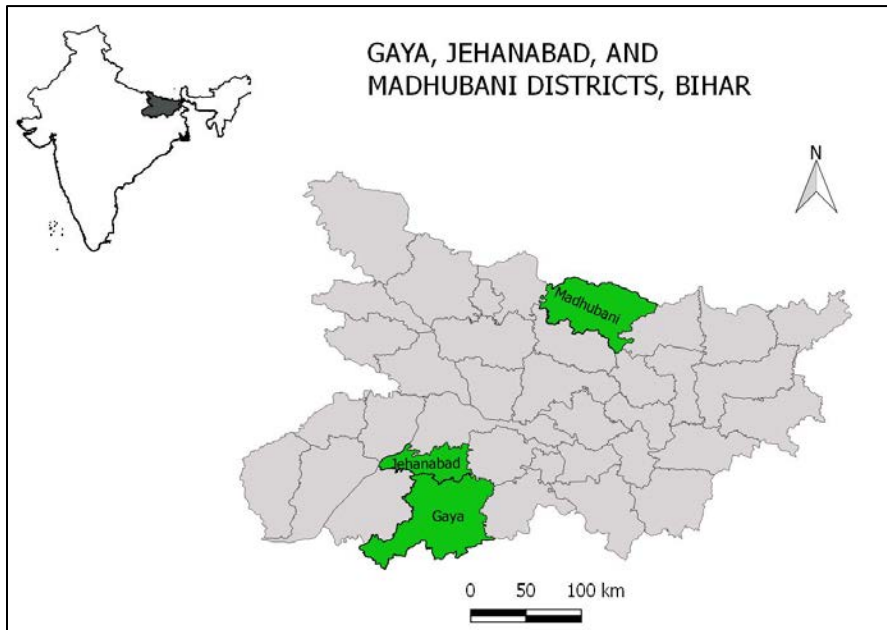 GAYA, JEHANABAD, AND
MADHUBANI DISTRICTS, BIHAR
N
Madhubani
Jehanabad
Gaya
0 50 100 km